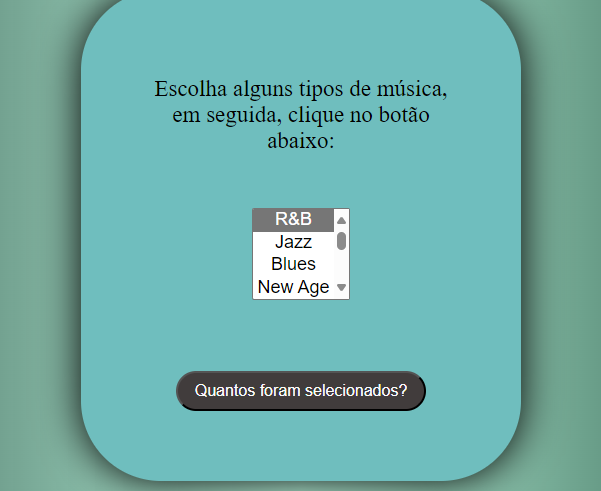 Escolha alguns tipos de música,
em seguida, clique no botão
abaixo:
R&B
Jazz
Blues
New Age
Quantos foram selecionados?